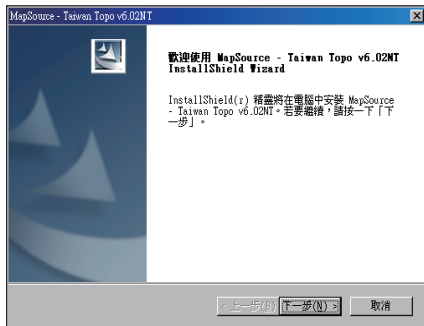 MapSource - Taiwan Topo v6.02NT
歡迎使用 MapSource - Taiwan Topo v6.02NT
InstallShield Wizard
InstallShield(r) 精靈將在電腦中安裝 MapSource
- Taiwan Topo v6.02NT。若要繼續，請按一下「下
一步」。
< 上一步(B) 下一步(N) > 取消